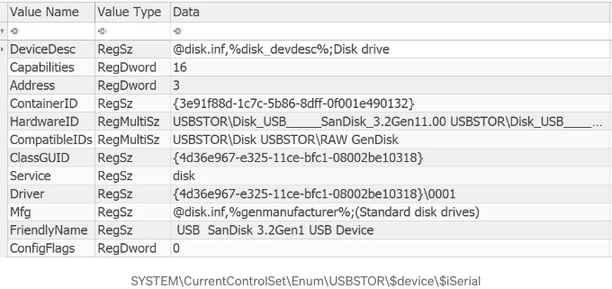 Value Name Value Type Data
DeviceDesc RegSz @disk.inf,%disk_devdesc%;Disk drive
Capabilities RegDword 16
Address RegDword 3
ContainerID RegSz {3e91f88d-1c7c-5b86-8dff-0f001e490132}
HardwareID RegMultiSz USBSTOR\Disk_USB_____SanDisk_3.2Gen11.00 USBSTOR\Disk_USB____...
CompatibleIDs RegMultiSz USBSTOR\Disk USBSTOR\RAW GenDisk
ClassGUID RegSz {4d36e967-e325-11ce-bfc1-08002be10318}
Service RegSz disk
Driver RegSz {4d36e967-e325-11ce-bfc1-08002be10318}\0001
Mfg RegSz @disk.inf,%genmanufacturer%;(Standard disk drives)
FriendlyName RegSz USB SanDisk 3.2Gen1 USB Device
ConfigFlags RegDword 0
SYSTEM\CurrentControlSet\Enum\USBSTOR\$device\$iSerial